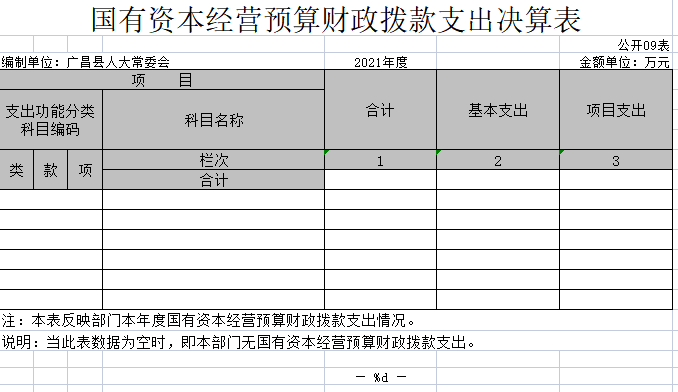 国有资本经营预算财政拨款支出决算表
公开09表
编制单位：广昌县人大常委会 2021年度 金额单位：万元
项 目
支出功能分类科目编码 科目名称 合计 基本支出 项目支出
类 款 项 栏次 1 2 3
合计
注：本表反映部门本年度国有资本经营预算财政拨款支出情况。
说明：当此表数据为空时，即本部门无国有资本经营预算财政拨款支出。
— %d —